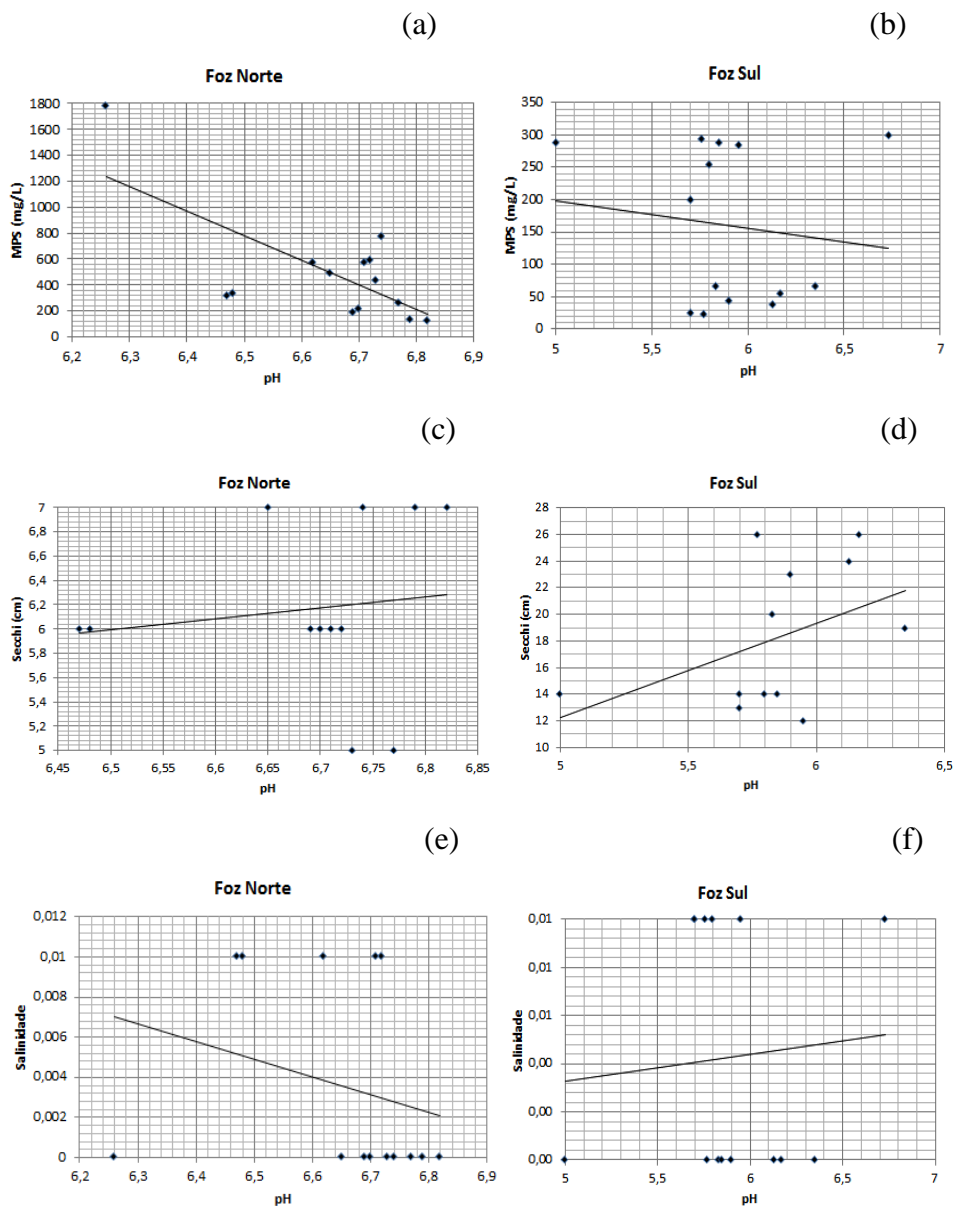 (a)
Foz Norte
1800
1600
1400
1200
1000
800
600
400
200
0
MPS (mg/L)
6,2 6,3 6,4 6,5 6,6 6,7 6,8 6,9
pH
(b)
Foz Sul
350
300
250
200
150
100
50
0
MPS (mg/L)
5 5,5 6 6,5 7
pH
(c)
Foz Norte
7
6,8
6,6
6,4
6,2
6
5,8
5,6
5,4
5,2
5
Secchi (cm)
6,45 6,5 6,55 6,6 6,65 6,7 6,75 6,8 6,85
pH
(d)
Foz Sul
28
26
24
22
20
18
16
14
12
10
Secchi (cm)
5 5,5 6 6,5
pH
(e)
Foz Norte
0,012
0,01
0,008
0,006
0,004
0,002
0
Salinidade
6,2 6,3 6,4 6,5 6,6 6,7 6,8 6,9
pH
(f)
Foz Sul
0,01
0,01
0,01
0,00
0,00
0,00
Salinidade
5 5,5 6 6,5 7
pH